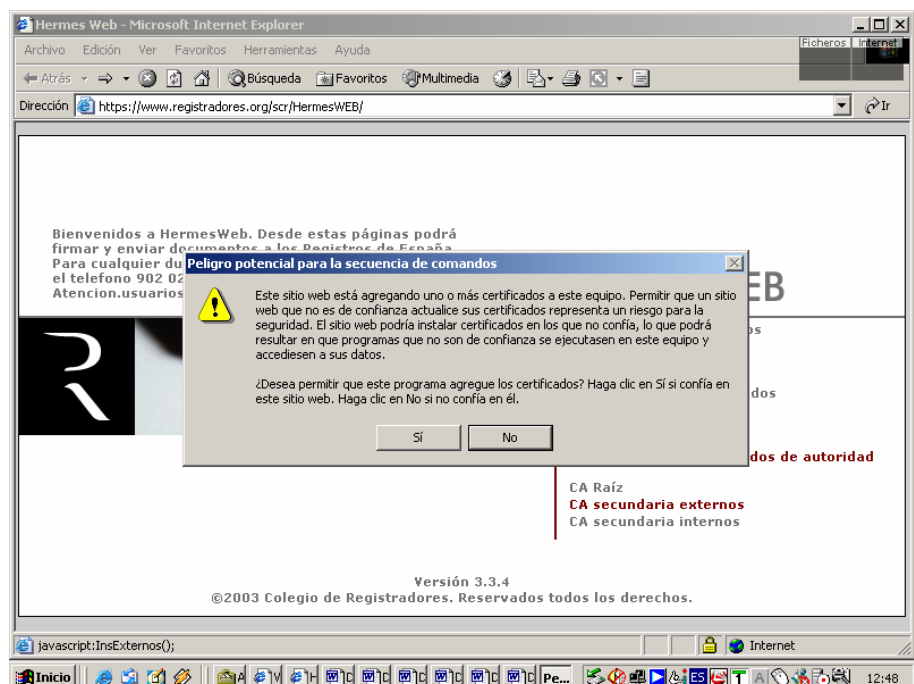 Hermes Web - Microsoft Internet Explorer
Archivo Edición Ver Favoritos Herramientas Ayuda
Ficheros Internet
Atrás Búsqueda Favoritos Multimedia
Dirección https://www.registradores.org/scr/HermesWEB/ Ir
Bienvenidos a HermesWeb. Desde estas páginas podrá
firmar y enviar documentos a los Registros de España.
Para cualquier du
el telefono 902 02
Atencion.usuarios
EB
Peligro potencial para la secuencia de comandos
Este sitio web está agregando uno o más certificados a este equipo. Permitir que un sitio
web que no es de confianza actualice sus certificados representa un riesgo para la
seguridad. El sitio web podría instalar certificados en los que no confía, lo que podrá
resultar en que programas que no son de confianza se ejecutasen en este equipo y
accediesen a sus datos.
¿Desea permitir que este programa agregue los certificados? Haga clic en Sí si confía en
este sitio web. Haga clic en No si no confía en él.
Sí No
R
os
dos
dos de autoridad
CA Raíz
CA secundaria externos
CA secundaria internos
Versión 3.3.4
©2003 Colegio de Registradores. Reservados todos los derechos.
javascript:InsExternos(); Internet
Inicio Pe... ES 12:48